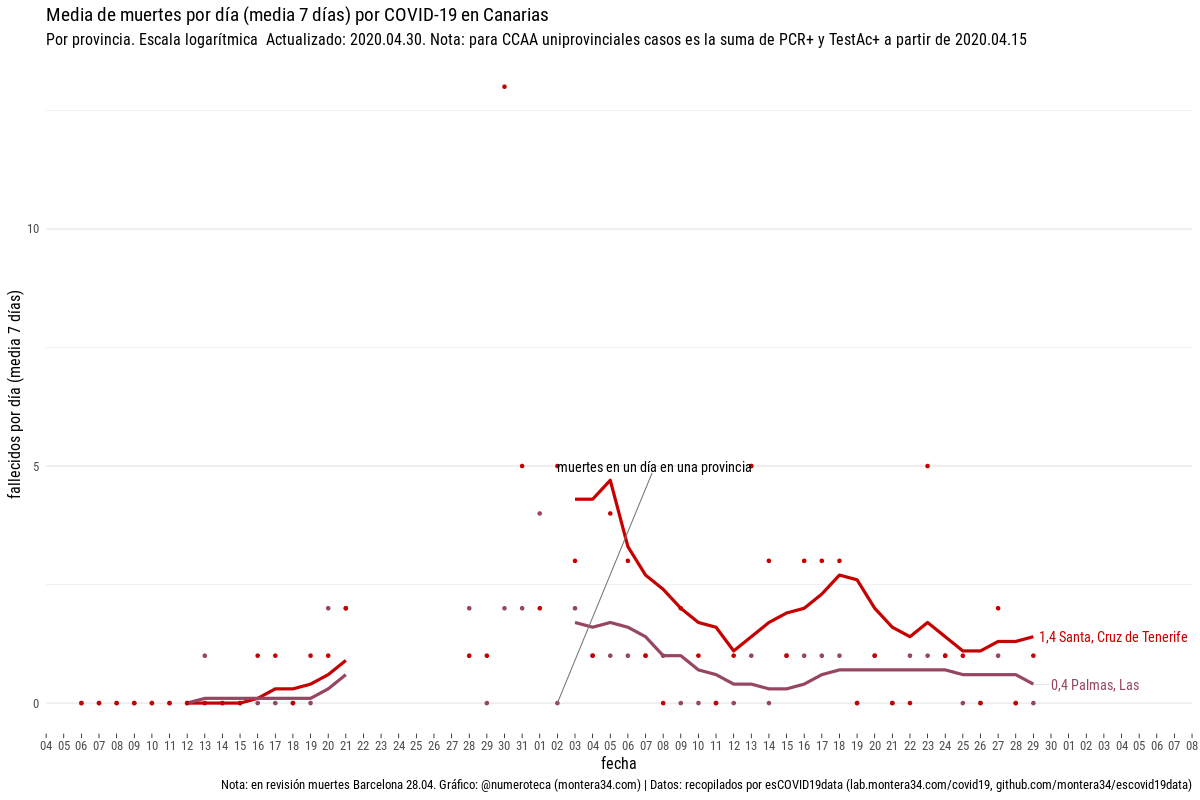 Media de muertes por día (media 7 días) por COVID-19 en Canarias
Por provincia. Escala logarítmica  Actualizado: 2020.04.30. Nota: para CCAA uniprovinciales casos es la suma de PCR+ y TestAc+ a partir de 2020.04.15
fallecidos por día (media 7 días)
10
5
0
muertes en un día en una provincia
1,4 Santa, Cruz de Tenerife
0,4 Palmas, Las
04 05 06 07 08 09 10 11 12 13 14 15 16 17 18 19 20 21 22 23 24 25 26 27 28 29 30 31 01 02 03 04 05 06 07 08 09 10 11 12 13 14 15 16 17 18 19 20 21 22 23 24 25 26 27 28 29 30 01 02 03 04 05 06 07 08
fecha
Nota: en revisión muertes Barcelona 28.04. Gráfico: @numeroteca (montera34.com) | Datos: recopilados por esCOVID19data (lab.montera34.com/covid19, github.com/montera34/escovid19data)